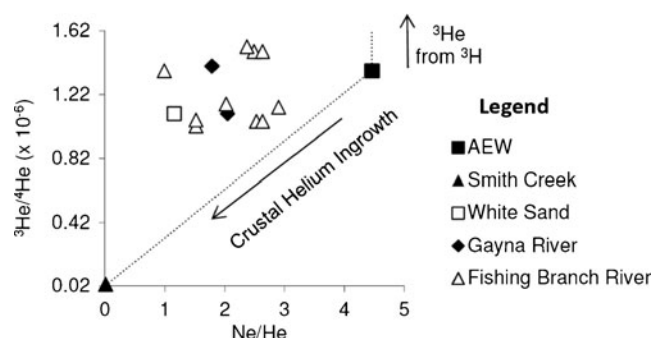 1.62
1.22
0.82
0.42
0.02
³He/⁴He (x 10⁻⁶)
0 1 2 3 4 5
Ne/He
³He
from ³H
Crustal Helium Ingrowth
Legend
AEW
Smith Creek
White Sand
Gayna River
Fishing Branch River